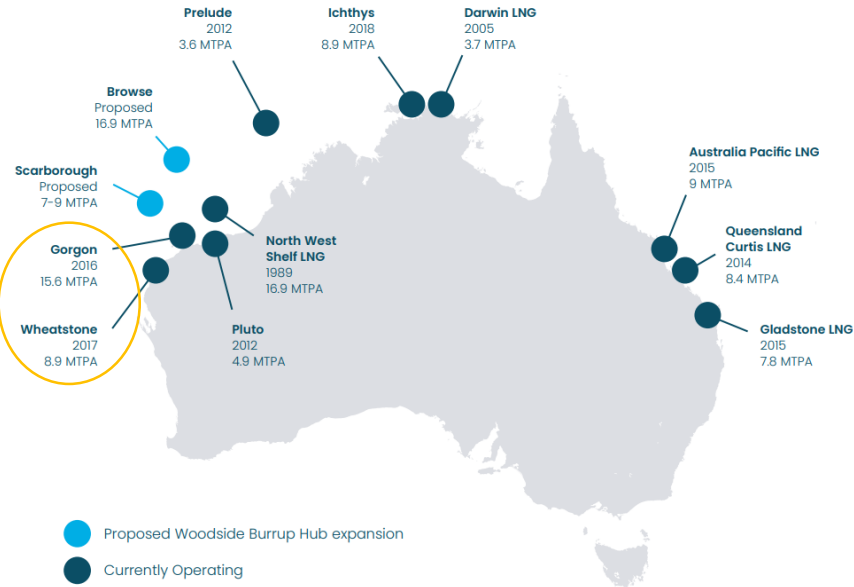 Prelude
2012
3.6 MTPA
Ichthys
2018
8.9 MTPA
Darwin LNG
2005
3.7 MTPA
Browse
Proposed
16.9 MTPA
Scarborough
Proposed
7-9 MTPA
Gorgon
2016
15.6 MTPA
Wheatstone
2017
8.9 MTPA
North West
Shelf LNG
1989
16.9 MTPA
Pluto
2012
4.9 MTPA
Australia Pacific LNG
2015
9 MTPA
Queensland
Curtis LNG
2014
8.4 MTPA
Gladstone LNG
2015
7.8 MTPA
Proposed Woodside Burrup Hub expansion
Currently Operating